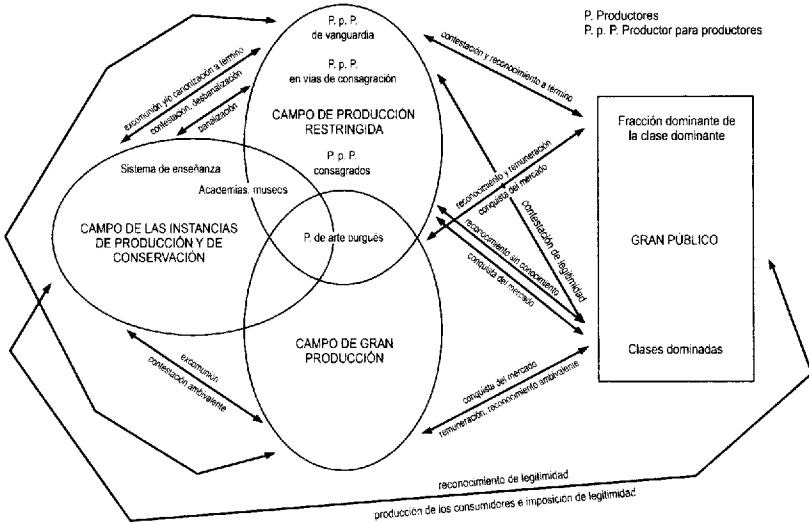 P. Productores
P. p. P. Productor para productores
P. p. P.
de vanguardia
P. p. P.
en vías de consagración
CAMPO DE PRODUCCIÓN
RESTRINGIDA
P. p. P.
consagrados
excomunión y/o canonización a término
contestación, desbanalización
banalización
Sistema de enseñanza
Academias, museos
CAMPO DE LAS INSTANCIAS
DE PRODUCCIÓN Y DE
CONSERVACIÓN
P. de arte burgués
CAMPO DE GRAN
PRODUCCIÓN
excomunión
contestación ambivalente
contestación y reconocimiento a término
reconocimiento y remuneración
conquista del mercado
contestación de legitimidad
reconocimiento sin conocimiento
conquista del mercado
conquista del mercado
remuneración, reconocimiento ambivalente
Fracción dominante de
la clase dominante
GRAN PÚBLICO
Clases dominadas
reconocimiento de legitimidad
producción de los consumidores e imposición de legitimidad